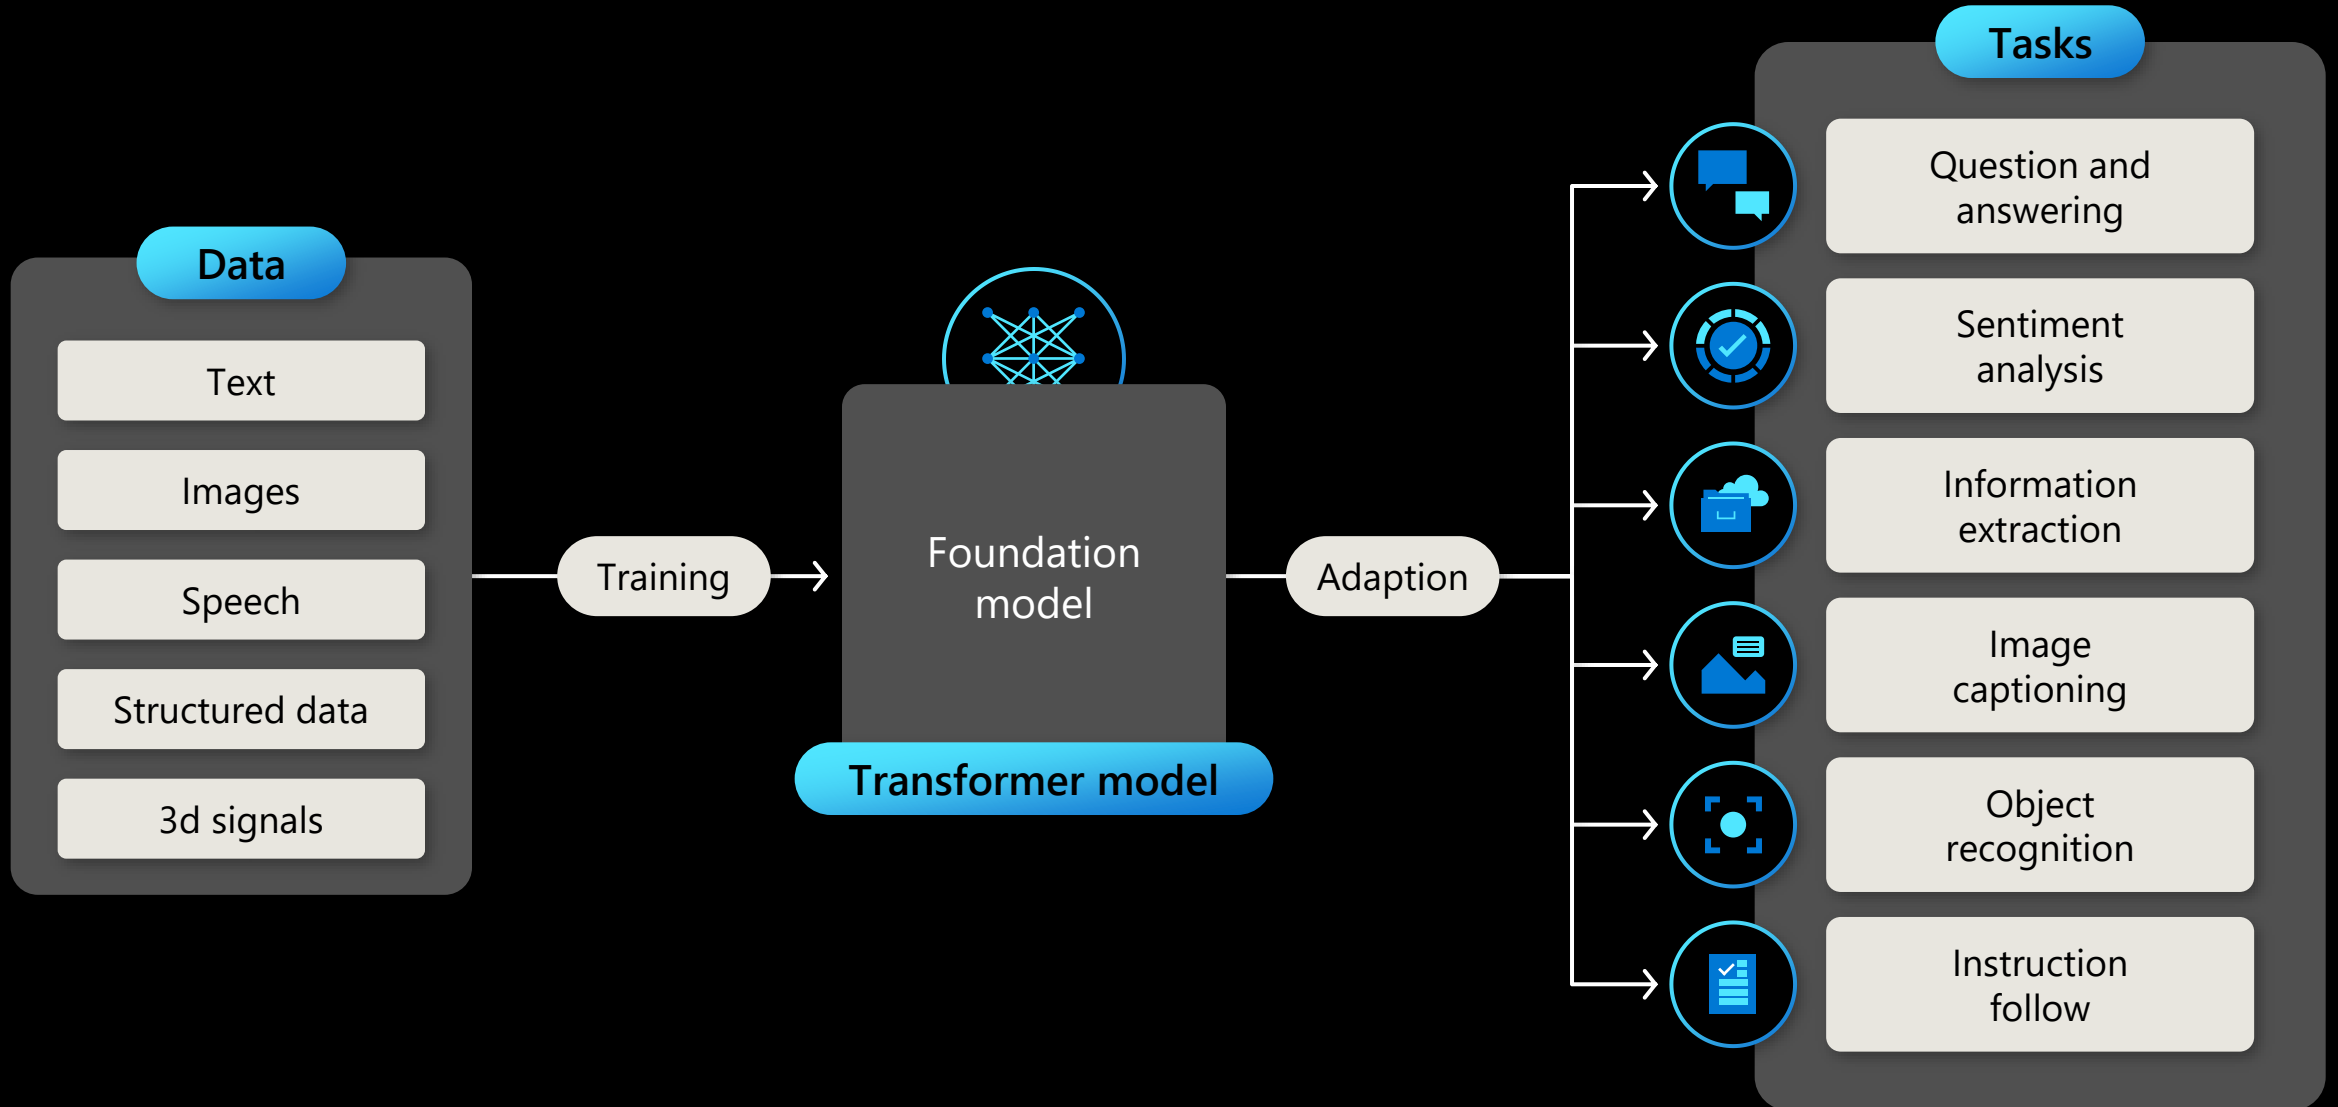 Data
Text
Images
Speech
Structured data
3d signals
Training
Foundation
model
Transformer model
Adaption
Tasks
Question and
answering
Sentiment
analysis
Information
extraction
Image
captioning
Object
recognition
Instruction
follow